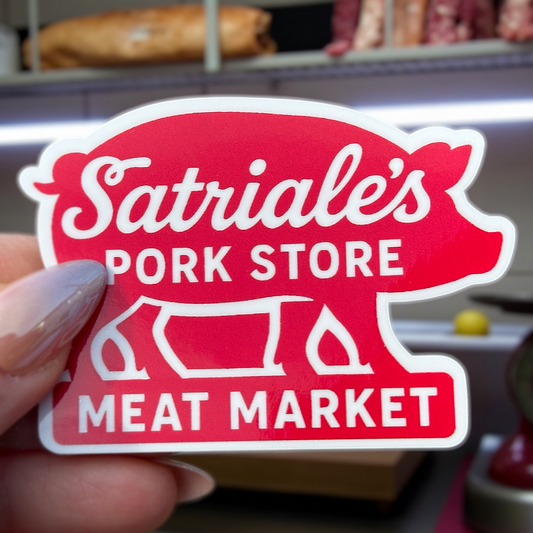 Satriale's
PORK STORE
MEAT MARKET